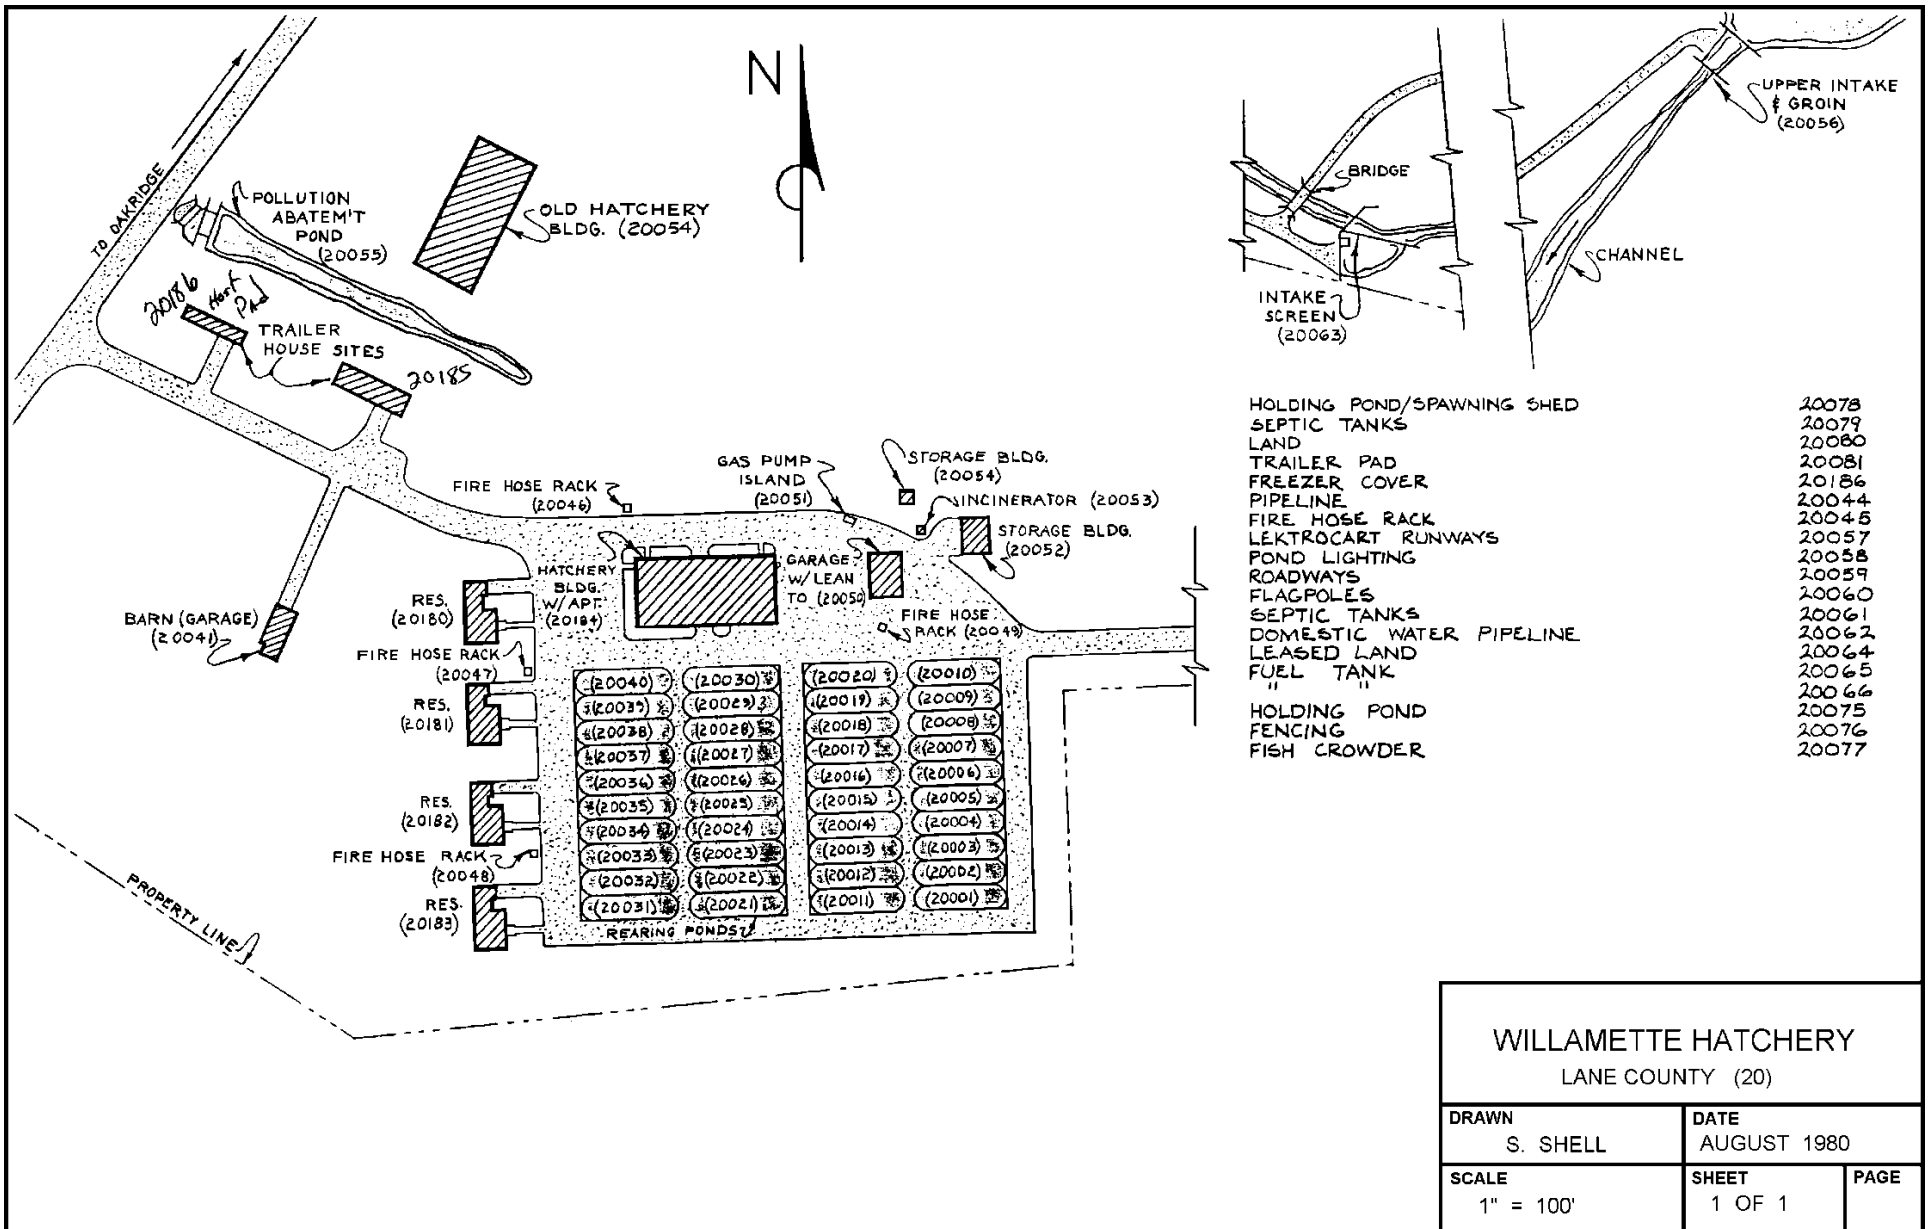 N
TO OAKRIDGE
POLLUTION
ABATEM'T
POND
(20055)
OLD HATCHERY
BLDG. (20054)
20186
Host
Pad
TRAILER
HOUSE SITES
20185
BRIDGE
INTAKE
SCREEN
(20063)
UPPER INTAKE
& GROIN
(20056)
CHANNEL
FIRE HOSE RACK
(20046)
GAS PUMP
ISLAND
(20051)
STORAGE BLDG.
(20054)
INCINERATOR (20053)
STORAGE BLDG.
(20052)
HATCHERY
BLDG.
W/ APT.
(20184)
GARAGE
W/ LEAN
TO (20050)
FIRE HOSE
RACK (20049)
BARN (GARAGE)
(20041)
RES.
(20180)
FIRE HOSE RACK
(20047)
RES.
(20181)
RES.
(20182)
FIRE HOSE RACK
(20048)
RES.
(20183)
PROPERTY LINE
(20040) (20030) (20020) (20010)
(20039) (20029) (20019) (20009)
(20038) (20028) (20018) (20008)
(20037) (20027) (20017) (20007)
(20036) (20026) (20016) (20006)
(20035) (20025) (20015) (20005)
(20034) (20024) (20014) (20004)
(20033) (20023) (20013) (20003)
(20032) (20022) (20012) (20002)
(20031) (20021) (20011) (20001)
REARING PONDS
HOLDING POND/SPAWNING SHED 20078
SEPTIC TANKS 20079
LAND 20080
TRAILER PAD 20081
FREEZER COVER 20186
PIPELINE 20044
FIRE HOSE RACK 20045
LEKTROCART RUNWAYS 20057
POND LIGHTING 20058
ROADWAYS 20059
FLAGPOLES 20060
SEPTIC TANKS 20061
DOMESTIC WATER PIPELINE 20062
LEASED LAND 20064
FUEL TANK 20065
" " 20066
HOLDING POND 20075
FENCING 20076
FISH CROWDER 20077
WILLAMETTE HATCHERY
LANE COUNTY (20)
DRAWN
S. SHELL
DATE
AUGUST 1980
SCALE
1" = 100'
SHEET
1 OF 1
PAGE